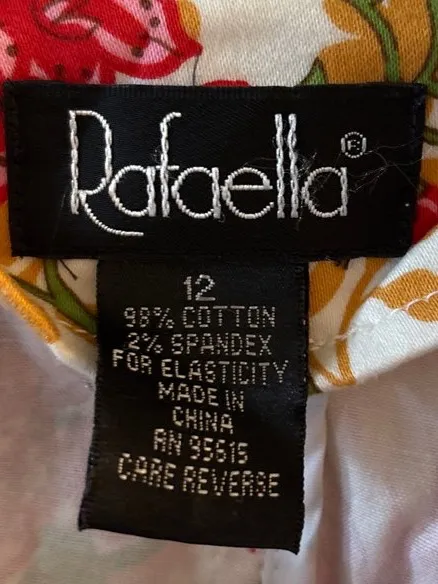 Rafaella®
12
98% COTTON
2% SPANDEX
FOR ELASTICITY
MADE IN
CHINA
RN 95615
CARE REVERSE